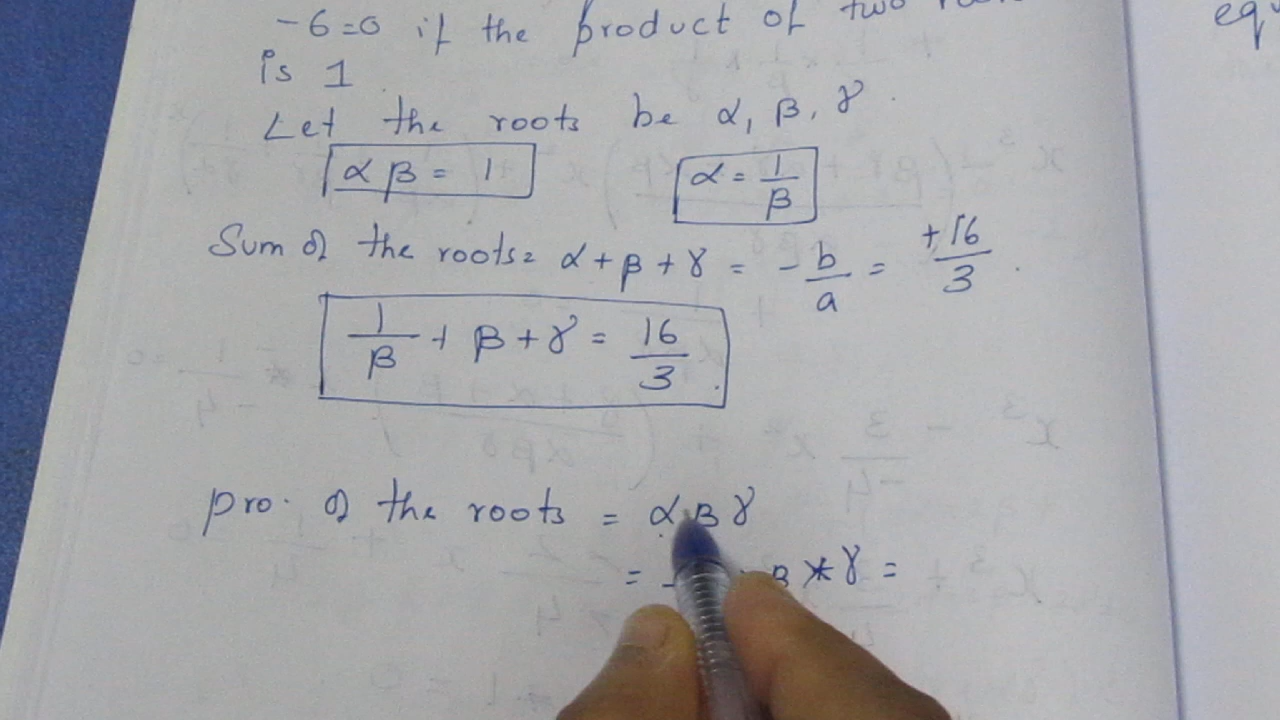 -6=0 if the product of two
is 1
Let the roots be α, β, γ.
αβ = 1 α = 1/β
Sum of the roots = α + β + γ = - b/a = +16/3.
1/β + β + γ = 16/3.
pro. of the roots = αβγ
= β * γ =